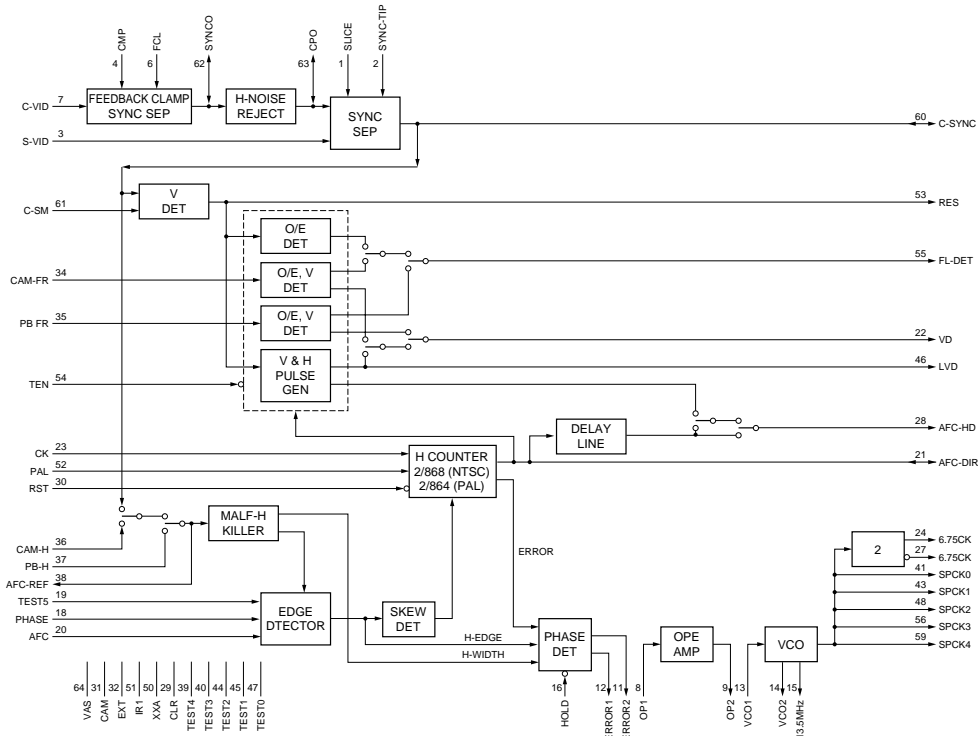 CMP
FCL
SYNCO
CPO
SLICE
SYNC-TIP
4
6
62
63
1
2
C-VID
7
FEEDBACK CLAMP
SYNC SEP
H-NOISE
REJECT
SYNC
SEP
S-VID
3
60
C-SYNC
V
DET
C-SM
61
53
RES
O/E
DET
55
FL-DET
CAM-FR
34
O/E, V
DET
PB FR
35
O/E, V
DET
22
VD
V & H
PULSE
GEN
46
LVD
TEN
54
DELAY
LINE
28
AFC-HD
CK
23
H COUNTER
2/868 (NTSC)
2/864 (PAL)
21
AFC-DIR
PAL
52
RST
30
MALF-H
KILLER
CAM-H
36
PB-H
37
AFC-REF
38
ERROR
2
24
6.75CK
27
6.75CK
41
SPCK0
43
SPCK1
48
SPCK2
56
SPCK3
59
SPCK4
TEST5
19
PHASE
18
AFC
20
EDGE
DTECTOR
SKEW
DET
H-EDGE
H-WIDTH
PHASE
DET
OPE
AMP
VCO
64
31
32
51
50
29
39
40
44
45
47
VAS
CAM
EXT
IR1
XXA
CLR
TEST4
TEST3
TEST2
TEST1
TEST0
16
12
11
8
9
13
14
15
HOLD
ERROR1
ERROR2
OP1
OP2
VCO1
VCO2
13.5MHz